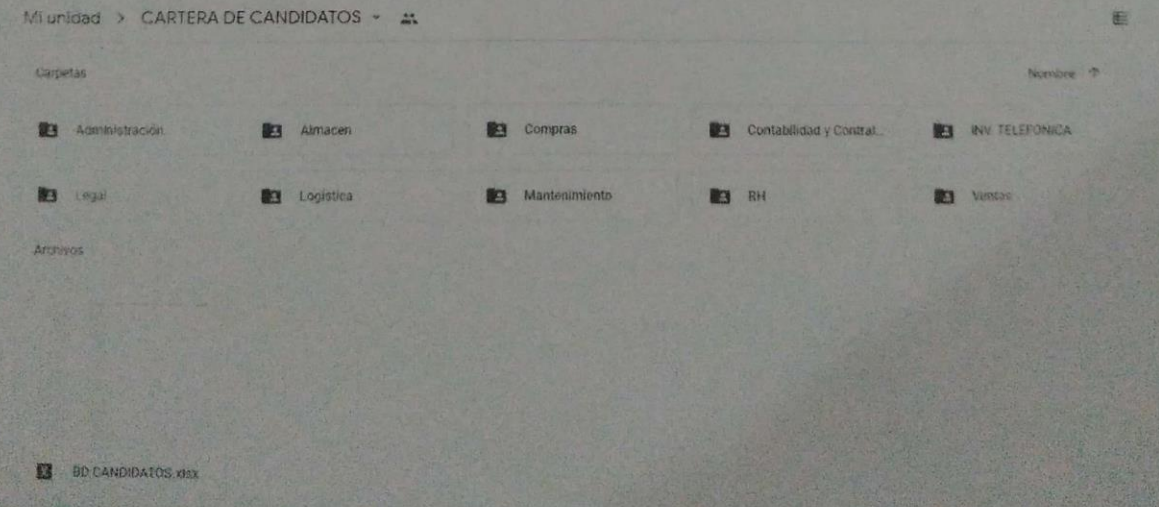 Mi unidad > CARTERA DE CANDIDATOS
Carpetas Nombre
Administración Almacen Compras Contabilidad y Contral... INV. TELEFONICA
Legal Logística Mantenimiento RH Ventas
Archivos
BD CANDIDATOS.xlsx